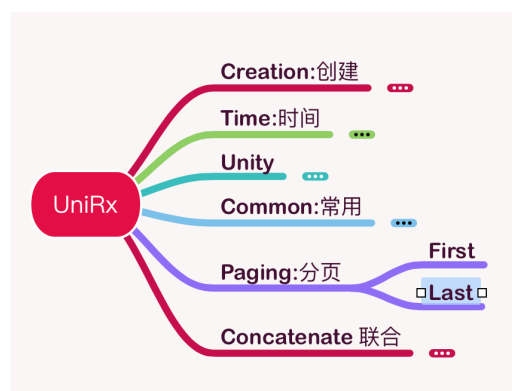 UniRx
Creation:创建
Time:时间
Unity
Common:常用
Paging:分页
First
Last
Concatenate 联合